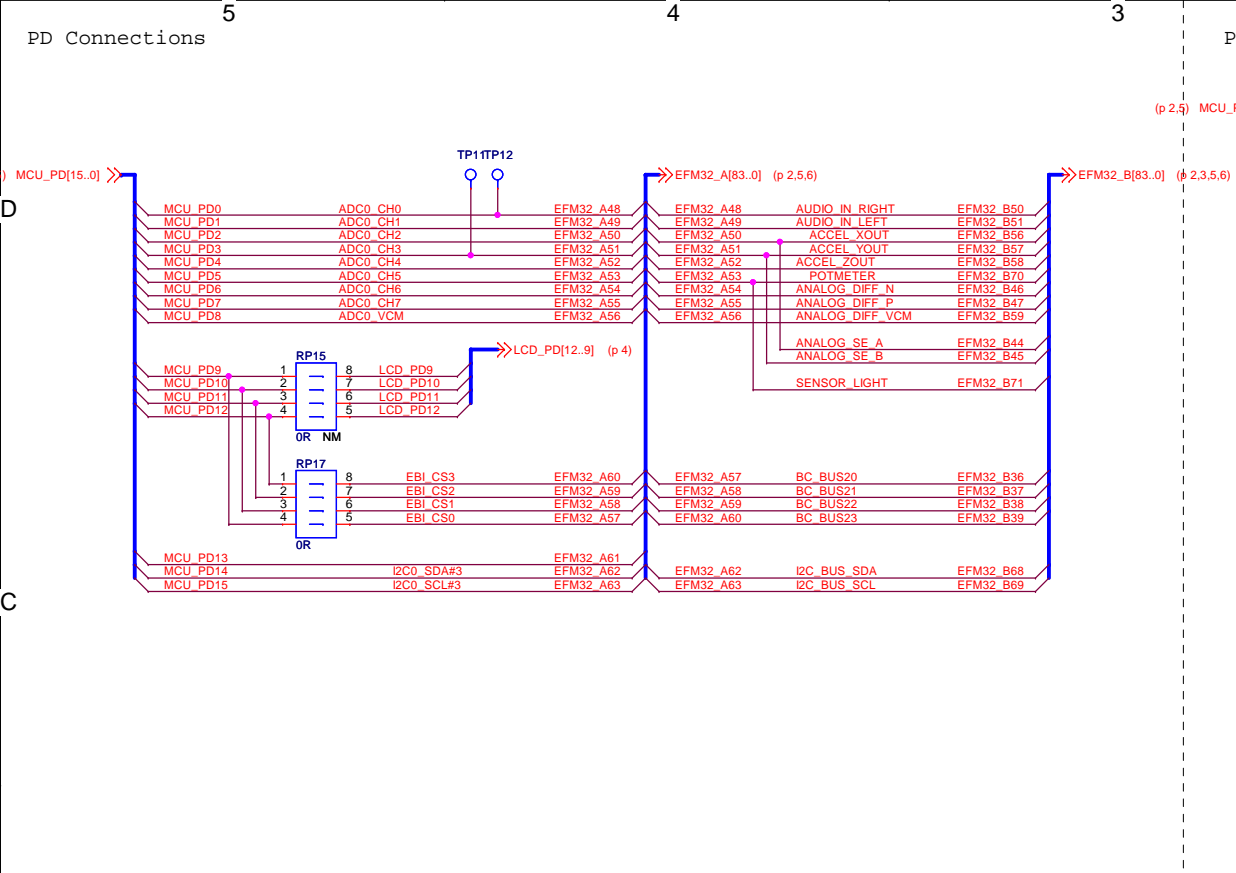 5 4 3
PD Connections P
(p 2,5) MCU_P
TP11 TP12
) MCU_PD[15..0] EFM32_A[83..0] (p 2,5,6) EFM32_B[83..0] (p 2,3,5,6)
D
MCU_PD0 ADC0_CH0 EFM32_A48 EFM32_A48 AUDIO_IN_RIGHT EFM32_B50
MCU_PD1 ADC0_CH1 EFM32_A49 EFM32_A49 AUDIO_IN_LEFT EFM32_B51
MCU_PD2 ADC0_CH2 EFM32_A50 EFM32_A50 ACCEL_XOUT EFM32_B56
MCU_PD3 ADC0_CH3 EFM32_A51 EFM32_A51 ACCEL_YOUT EFM32_B57
MCU_PD4 ADC0_CH4 EFM32_A52 EFM32_A52 ACCEL_ZOUT EFM32_B58
MCU_PD5 ADC0_CH5 EFM32_A53 EFM32_A53 POTMETER EFM32_B70
MCU_PD6 ADC0_CH6 EFM32_A54 EFM32_A54 ANALOG_DIFF_N EFM32_B46
MCU_PD7 ADC0_CH7 EFM32_A55 EFM32_A55 ANALOG_DIFF_P EFM32_B47
MCU_PD8 ADC0_VCM EFM32_A56 EFM32_A56 ANALOG_DIFF_VCM EFM32_B59
ANALOG_SE_A EFM32_B44
LCD_PD[12..9] (p 4)
RP15 ANALOG_SE_B EFM32_B45
MCU_PD9 1 8 LCD_PD9
MCU_PD10 2 7 LCD_PD10 SENSOR_LIGHT EFM32_B71
MCU_PD11 3 6 LCD_PD11
MCU_PD12 4 5 LCD_PD12
0R NM
RP17
1 8 EBI_CS3 EFM32_A60 EFM32_A57 BC_BUS20 EFM32_B36
2 7 EBI_CS2 EFM32_A59 EFM32_A58 BC_BUS21 EFM32_B37
3 6 EBI_CS1 EFM32_A58 EFM32_A59 BC_BUS22 EFM32_B38
4 5 EBI_CS0 EFM32_A57 EFM32_A60 BC_BUS23 EFM32_B39
0R
MCU_PD13 EFM32_A61
MCU_PD14 I2C0_SDA#3 EFM32_A62 EFM32_A62 I2C_BUS_SDA EFM32_B68
MCU_PD15 I2C0_SCL#3 EFM32_A63 EFM32_A63 I2C_BUS_SCL EFM32_B69
C